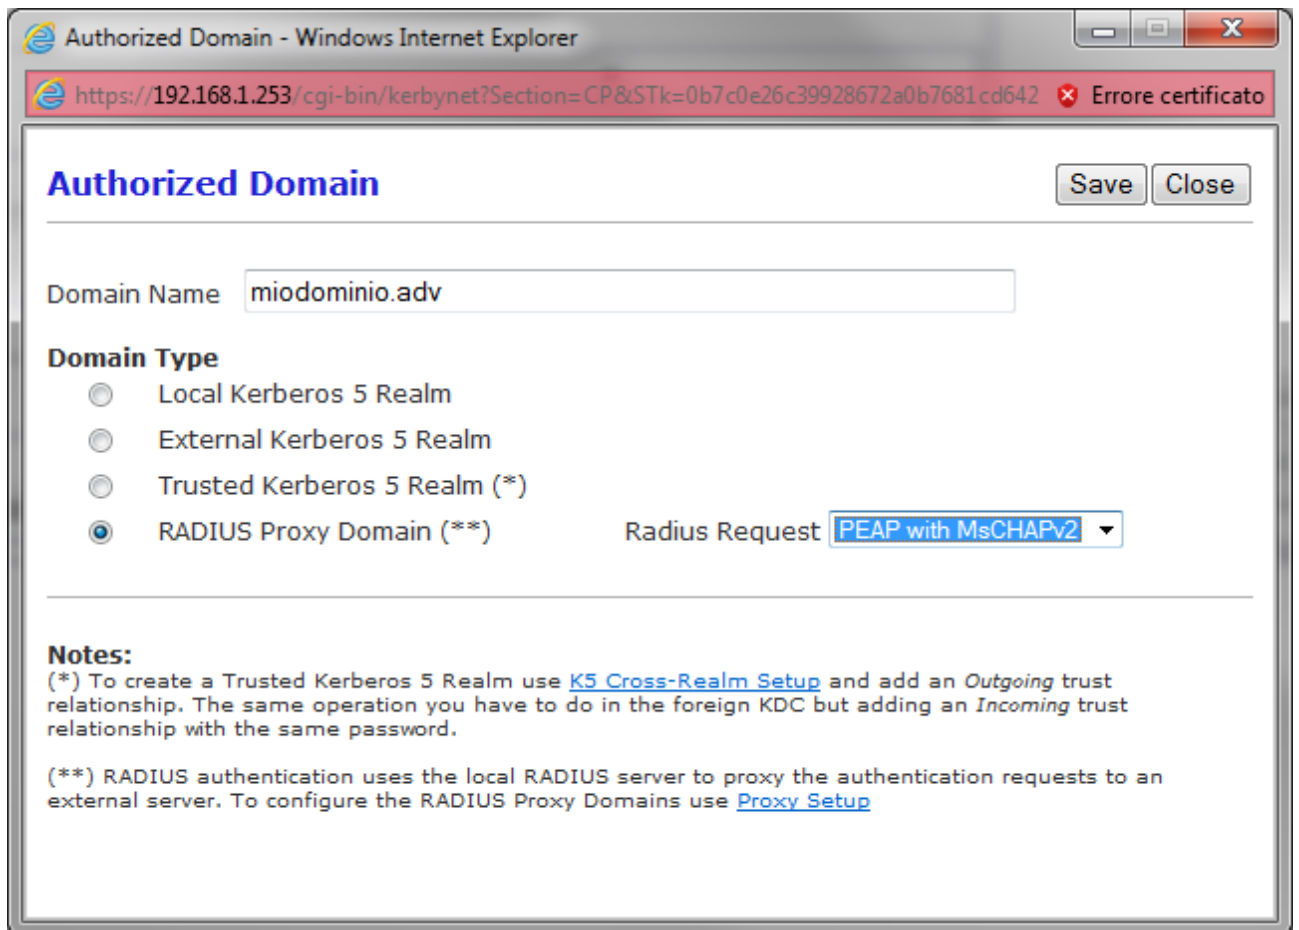 Authorized Domain - Windows Internet Explorer
https://192.168.1.253/cgi-bin/kerbynet?Section=CP&STk=0b7c0e26c39928672a0b7681cd642 Errore certificato
Authorized Domain Save Close
Domain Name miodominio.adv
Domain Type
Local Kerberos 5 Realm
External Kerberos 5 Realm
Trusted Kerberos 5 Realm (*)
RADIUS Proxy Domain (**) Radius Request PEAP with MsCHAPv2
Notes:
(*) To create a Trusted Kerberos 5 Realm use K5 Cross-Realm Setup and add an Outgoing trust
relationship. The same operation you have to do in the foreign KDC but adding an Incoming trust
relationship with the same password.
(**) RADIUS authentication uses the local RADIUS server to proxy the authentication requests to an
external server. To configure the RADIUS Proxy Domains use Proxy Setup